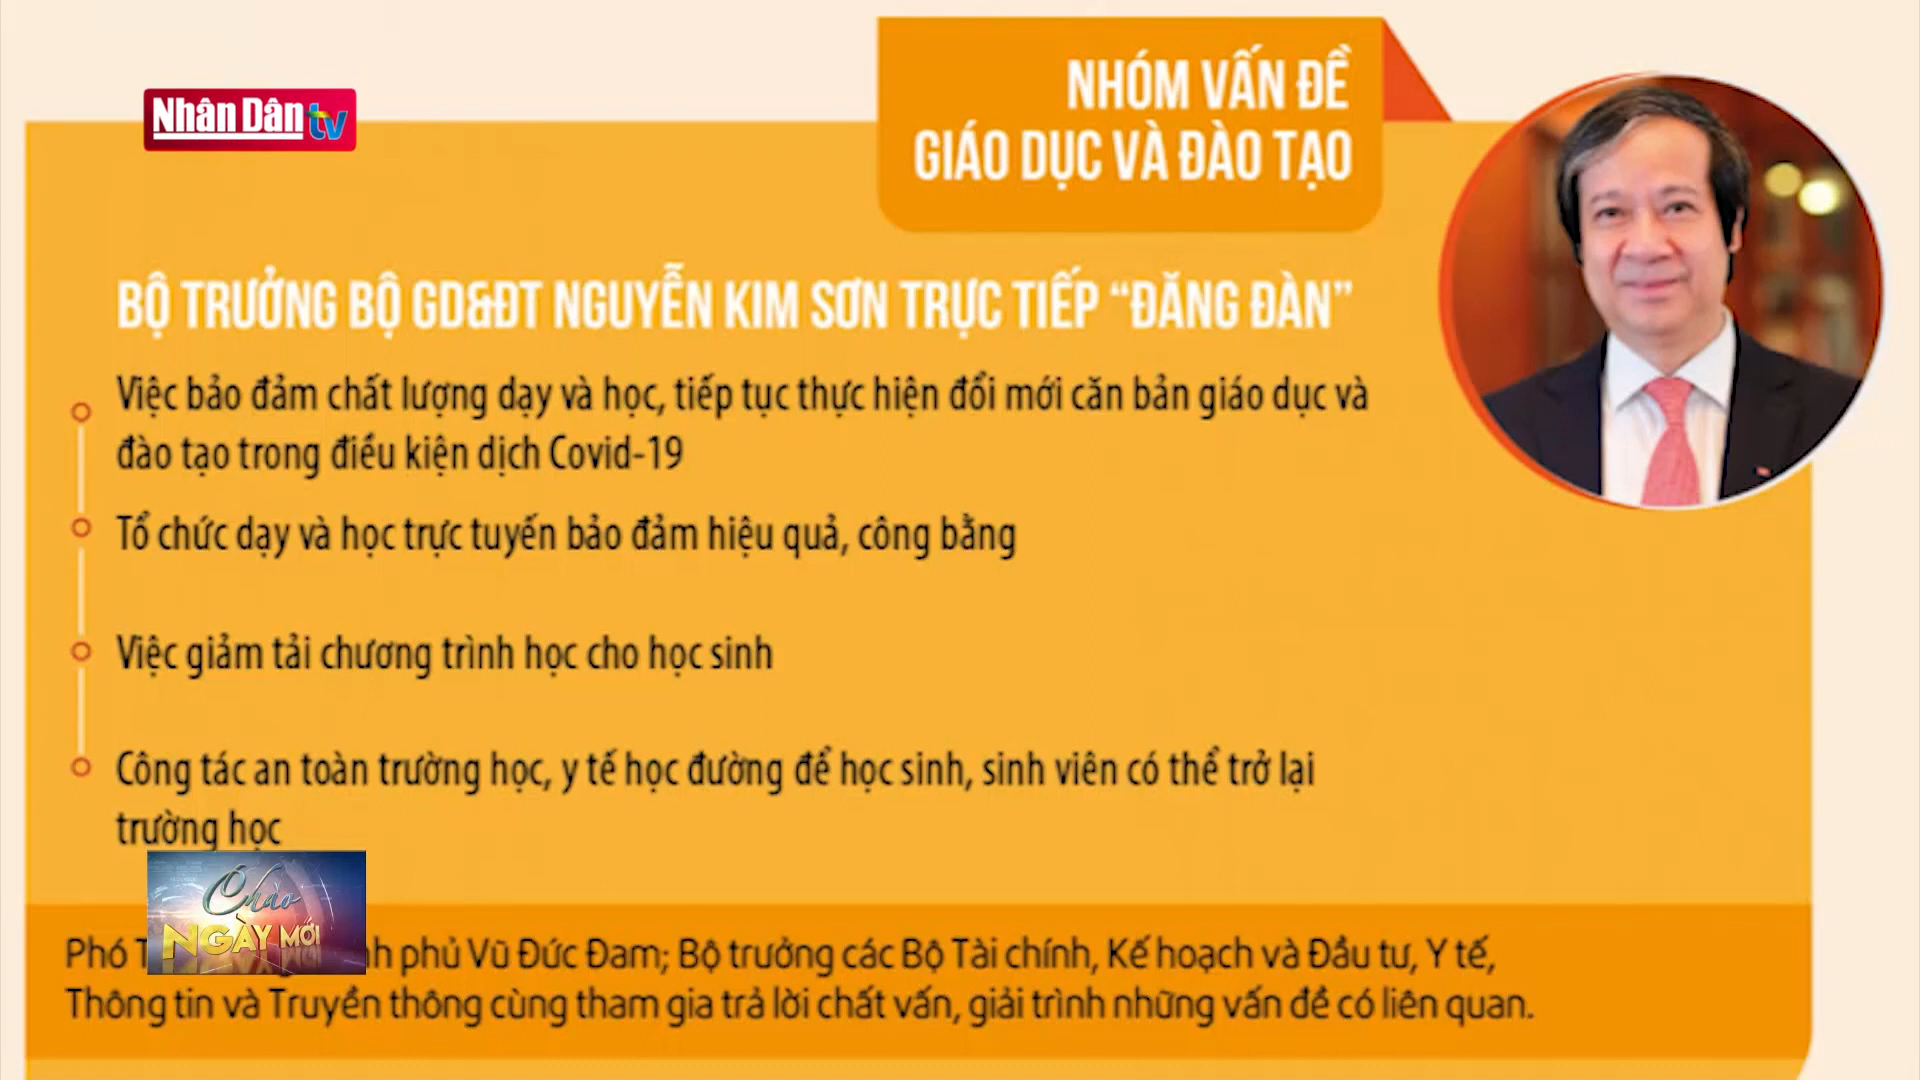 Nhân Dân tv
NHÓM VẤN ĐỀ
GIÁO DỤC VÀ ĐÀO TẠO
BỘ TRƯỞNG BỘ GD&ĐT NGUYỄN KIM SƠN TRỰC TIẾP “ĐĂNG ĐÀN”
Việc bảo đảm chất lượng dạy và học, tiếp tục thực hiện đổi mới căn bản giáo dục và
đào tạo trong điều kiện dịch Covid-19
Tổ chức dạy và học trực tuyến bảo đảm hiệu quả, công bằng
Việc giảm tải chương trình học cho học sinh
Công tác an toàn trường học, y tế học đường để học sinh, sinh viên có thể trở lại
trường học
Chào
NGÀY MỚI
Phó phủ Vũ Đức Đam; Bộ trưởng các Bộ Tài chính, Kế hoạch và Đầu tư, Y tế,
Thông tin và Truyền thông cùng tham gia trả lời chất vấn, giải trình những vấn đề có liên quan.